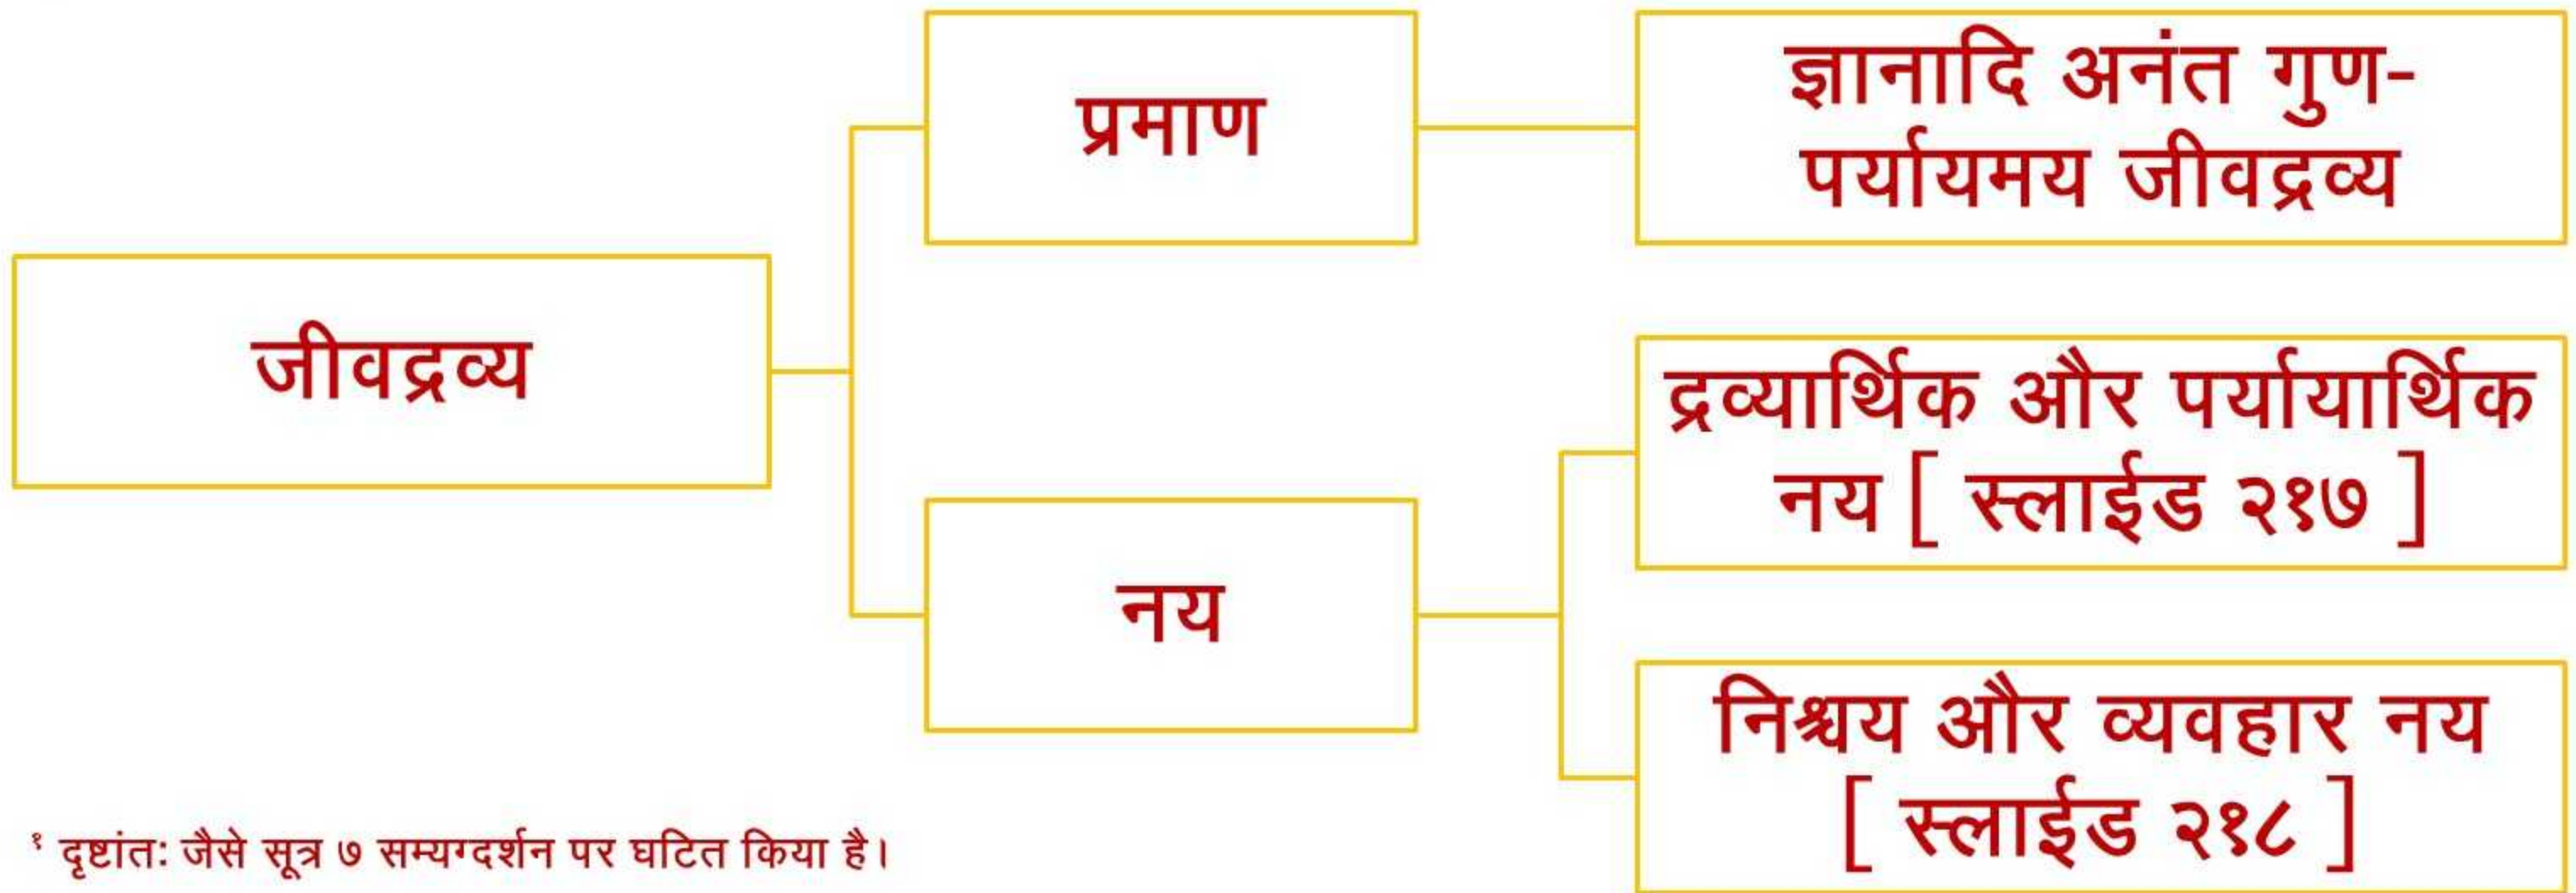 जीवद्रव्य
प्रमाण
ज्ञानादि अनंत गुण-
पर्यायमय जीवद्रव्य
नय
द्रव्यार्थिक और पर्यायार्थिक
नय [ स्लाईड २१७ ]
निश्चय और व्यवहार नय
[ स्लाईड २१८ ]
१ दृष्टांत: जैसे सूत्र ७ सम्यग्दर्शन पर घटित किया है।